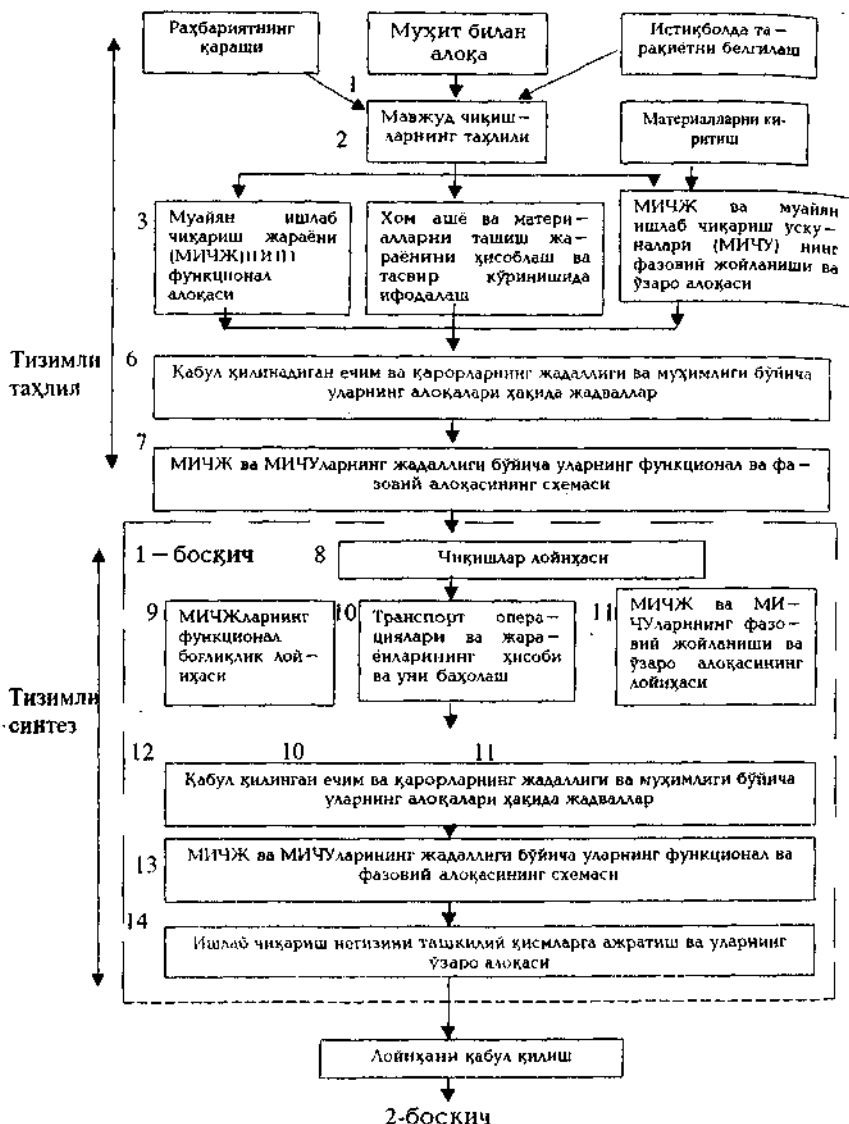 Раҳбариятнинг
қараши
Муҳит билан
алоқа
Истиқболда та–
рақиётни белгилаш
1
2
Мавжуд чиқиш–
ларнинг таҳлили
Материалларни ки–
ритиш
3
Муайян ишлаб
чиқариш жараёни
(МИЧЖ)
функционал
алоқаси
Хом ашё ва матери–
алларни ташиш жа–
раёнини ҳисоблаш ва
тасвир кўринишида
ифодалаш
МИЧЖ ва муайян
ишлаб чиқариш уску–
налари (МИЧУ) нинг
фазовий жойланиши ва
ўзаро алоқаси
Тизимли
таҳлил
6
Қабул қилинадиган ечим ва қарорларнинг жадаллиги ва муҳимлиги бўйича
уларнинг алоқалари ҳақида жадваллар
7
МИЧЖ ва МИЧУларнинг жадаллиги бўйича уларнинг функционал ва фа–
зовий алоқасининг схемаси
1 – босқич
8
Чиқишлар лойиҳаси
9
МИЧЖларнинг
функционал
боғлиқлик лой–
иҳаси
10
Транспорт опера–
циялари ва жара–
ёнларининг ҳисоби
ва уни баҳолаш
11
МИЧЖ ва МИ–
ЧУларнинг фазо–
вий жойланиши ва
ўзаро алоқасининг
лойиҳаси
Тизимли
синтез
12 10 11
Қабул қилинган ечим ва қарорларнинг жадаллиги ва муҳимлиги бўйича
уларнинг алоқалари ҳақида жадваллар
13
МИЧЖ ва МИЧУларининг жадаллиги бўйича уларнинг функционал ва
фазовий алоқасининг схемаси
14
Ишлаб чиқариш негизини ташкилий қисмларга ажратиш ва уларнинг
ўзаро алоқаси
Лойиҳани қабул қилиш
2-босқич